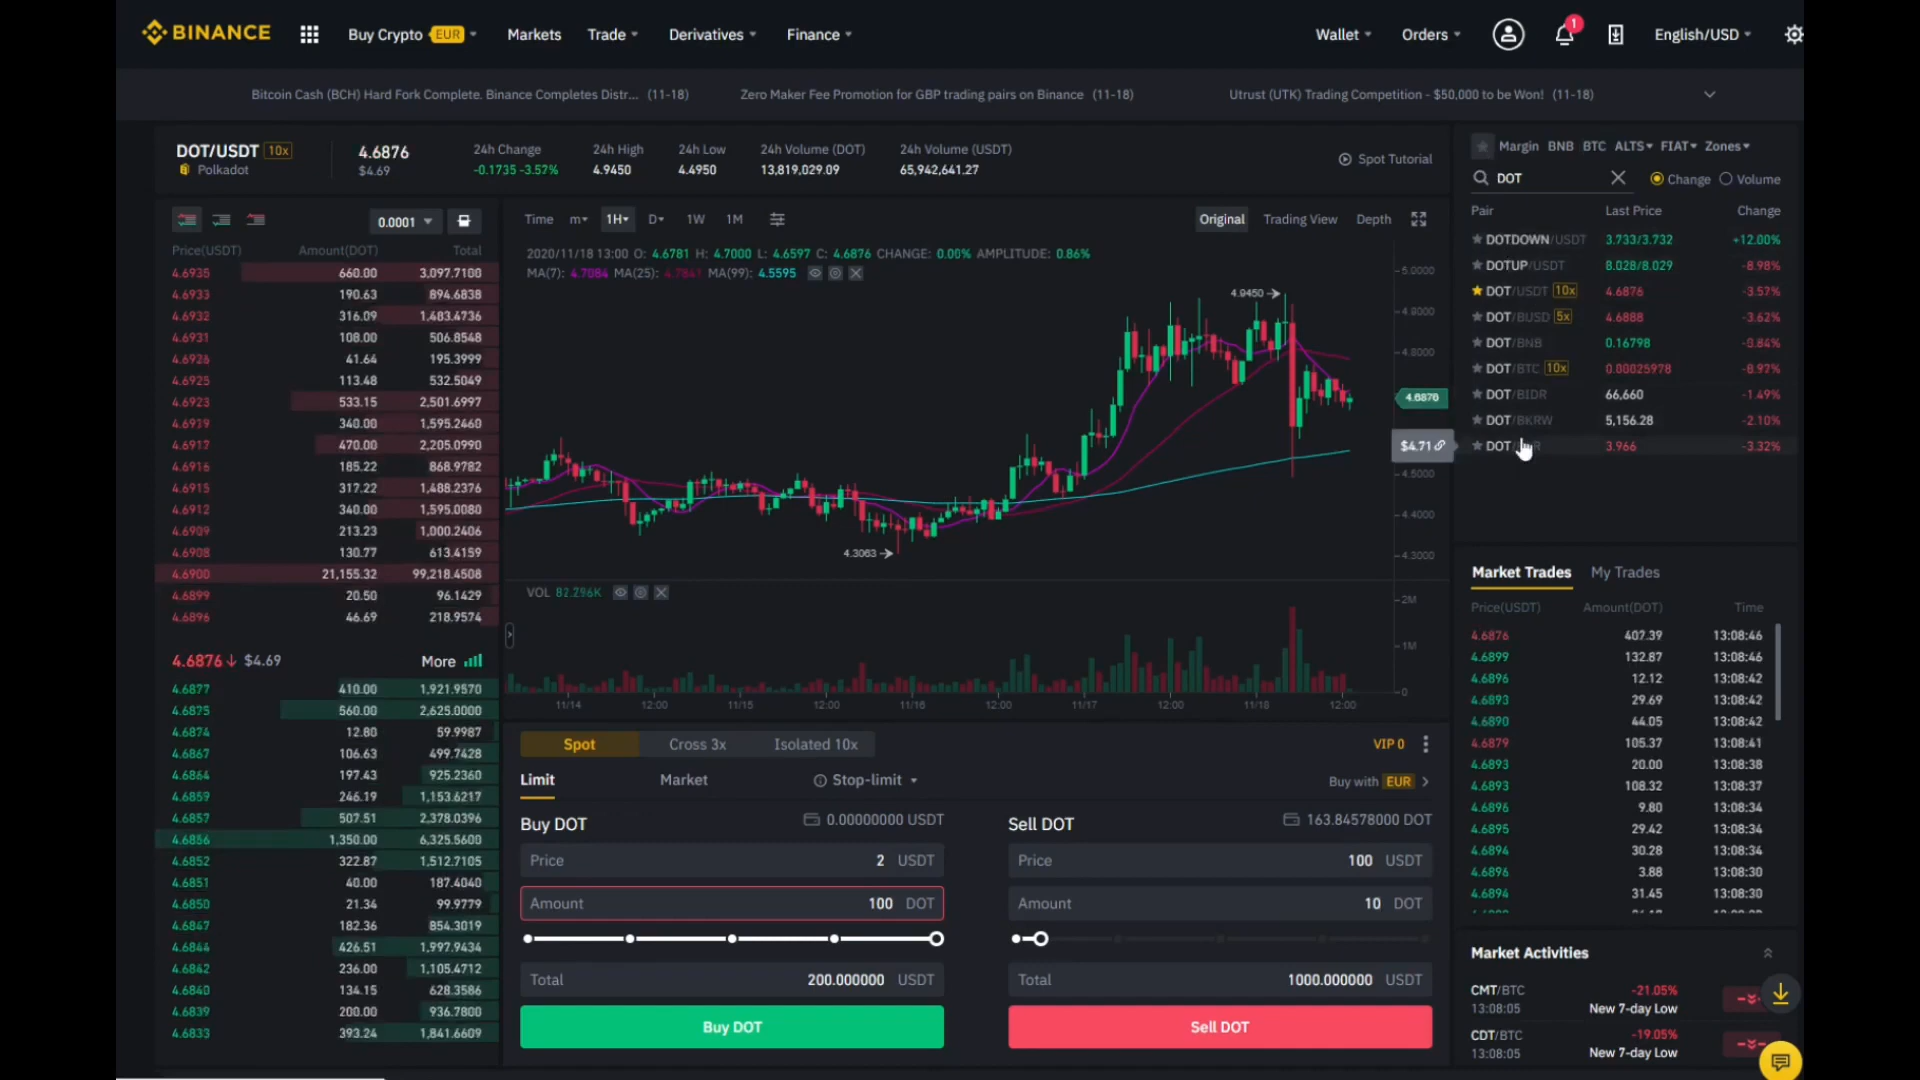 BINANCE
Buy Crypto EUR
Markets
Trade
Derivatives
Finance
Wallet
Orders
1
English/USD
Bitcoin Cash (BCH) Hard Fork Complete. Binance Completes Distr... (11-18)
Zero Maker Fee Promotion for GBP trading pairs on Binance (11-18)
Utrust (UTK) Trading Competition - $50,000 to be Won! (11-18)
DOT/USDT 10x
Polkadot
4.6876
$4.69
24h Change
-0.1735 -3.57%
24h High
4.9450
24h Low
4.4950
24h Volume (DOT)
13,819,029.09
24h Volume (USDT)
65,942,641.27
Spot Tutorial
0.0001
Price(USDT) Amount(DOT) Total
4.6935 660.00 3,097.7100
4.6933 190.63 894.6838
4.6932 316.09 1,483.4736
4.6931 108.00 506.8548
4.6926 41.64 195.3999
4.6925 113.48 532.5049
4.6923 533.15 2,501.6997
4.6919 340.00 1,595.2460
4.6917 470.00 2,205.0990
4.6916 185.22 868.9782
4.6915 317.22 1,488.2376
4.6912 340.00 1,595.0080
4.6909 213.23 1,000.2406
4.6908 130.77 613.4159
4.6900 21,155.32 99,218.4508
4.6899 20.50 96.1429
4.6896 46.69 218.9574
4.6876 $4.69 More
4.6877 410.00 1,921.9570
4.6875 560.00 2,625.0000
4.6874 12.80 59.9987
4.6867 106.63 499.7428
4.6864 197.43 925.2360
4.6859 246.19 1,153.6217
4.6857 507.51 2,378.0396
4.6856 1,350.00 6,325.5600
4.6852 322.87 1,512.7105
4.6851 40.00 187.4040
4.6850 21.34 99.9779
4.6847 182.36 854.3019
4.6844 426.51 1,997.9434
4.6842 236.00 1,105.4712
4.6840 134.15 628.3586
4.6839 200.00 936.7800
4.6833 393.24 1,841.6609
Time m 1H D 1W 1M
Original Trading View Depth
2020/11/18 13:00 O: 4.6781 H: 4.7000 L: 4.6597 C: 4.6876 CHANGE: 0.00% AMPLITUDE: 0.86%
MA(7): 4.7084 MA(25): 4.7841 MA(99): 4.5595
5.0000
4.9450
4.9000
4.8000
4.6876
$4.71
4.5000
4.4000
4.3063
4.3000
VOL 82.296K
2M
1M
0
11/14 12:00 11/15 12:00 11/16 12:00 11/17 12:00 11/18 12:00
Spot Cross 3x Isolated 10x
VIP 0
Limit Market Stop-limit
Buy with EUR
Buy DOT 0.00000000 USDT
Price 2 USDT
Amount 100 DOT
Total 200.000000 USDT
Buy DOT
Sell DOT 163.84578000 DOT
Price 100 USDT
Amount 10 DOT
Total 1000.000000 USDT
Sell DOT
Margin BNB BTC ALTS FIAT Zones
DOT
Change Volume
Pair Last Price Change
DOTDOWN/USDT 3.733/3.732 +12.00%
DOTUP/USDT 8.028/8.029 -8.98%
DOT/USDT 10x 4.6876 -3.57%
DOT/BUSD 5x 4.6888 -3.62%
DOT/BNB 0.16798 -0.84%
DOT/BTC 10x 0.00025978 -8.97%
DOT/BIDR 66,660 -1.49%
DOT/BKRW 5,156.28 -2.10%
DOT 3.966 -3.32%
Market Trades My Trades
Price(USDT) Amount(DOT) Time
4.6876 407.39 13:08:46
4.6899 132.87 13:08:46
4.6896 12.12 13:08:42
4.6893 29.69 13:08:42
4.6890 44.05 13:08:42
4.6879 105.37 13:08:41
4.6893 20.00 13:08:38
4.6893 108.32 13:08:37
4.6896 9.80 13:08:34
4.6895 29.42 13:08:34
4.6894 30.28 13:08:34
4.6896 3.88 13:08:30
4.6894 31.45 13:08:30
Market Activities
CMT/BTC -21.05%
13:08:05 New 7-day Low
CDT/BTC -19.05%
13:08:05 New 7-day Low